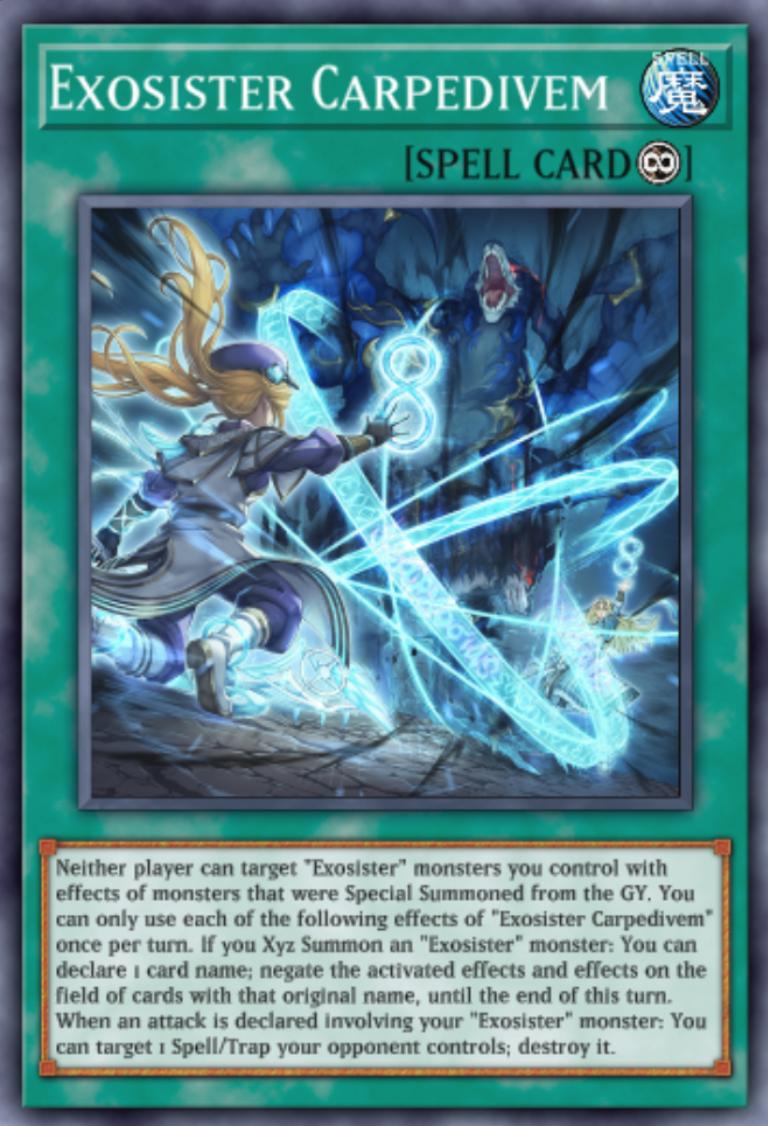 EXOSISTER CARPEDIVEM
SPELL
魔
[SPELL CARD∞]
8
8
Neither player can target "Exosister" monsters you control with
effects of monsters that were Special Summoned from the GY. You
can only use each of the following effects of "Exosister Carpedivem"
once per turn. If you Xyz Summon an "Exosister" monster: You can
declare 1 card name; negate the activated effects and effects on the
field of cards with that original name, until the end of this turn.
When an attack is declared involving your "Exosister" monster: You
can target 1 Spell/Trap your opponent controls; destroy it.